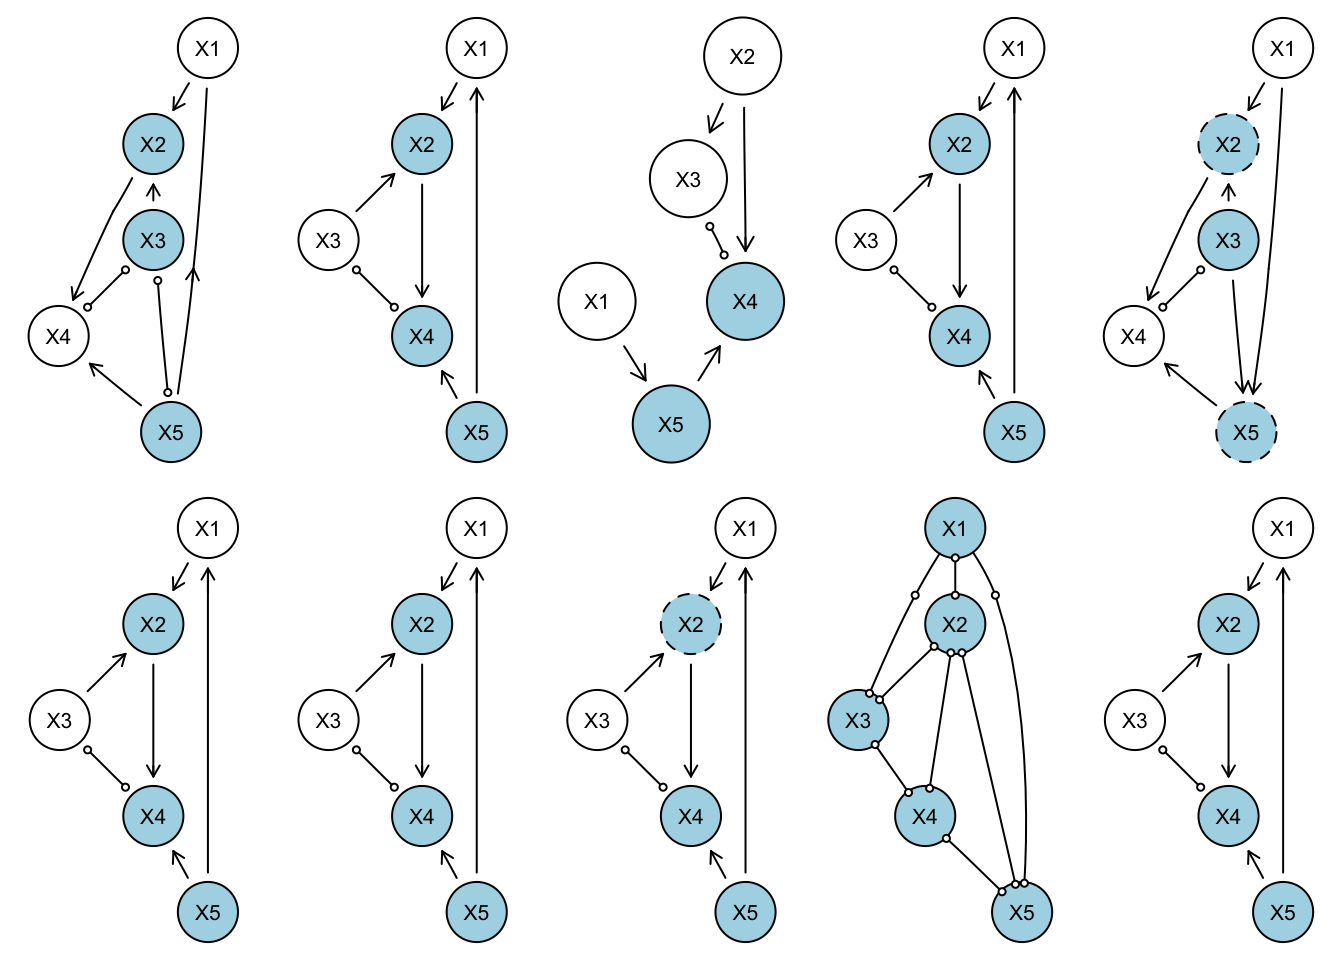 X1 X1 X2 X1 X1
X2 X2 X2 X2
X3
X3 X3 X3 X3
X1 X4
X4 X4 X4 X4
X5 X5 X5 X5 X5
X1 X1 X1 X1 X1
X2 X2 X2 X2 X2
X3 X3 X3 X3 X3
X4 X4 X4 X4 X4
X5 X5 X5 X5 X5